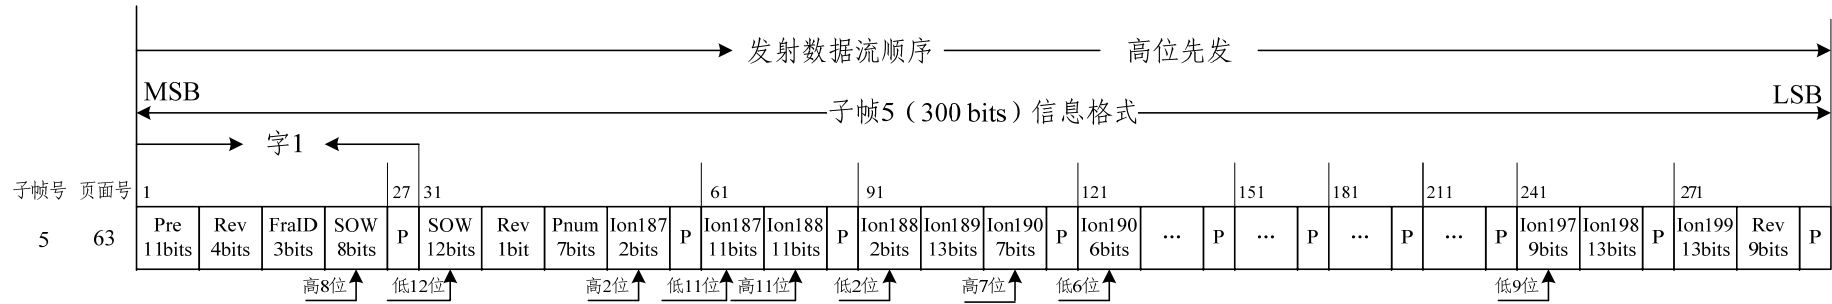 发射数据流顺序 高位先发
MSB LSB
子帧5（300 bits）信息格式
字1
子帧号 页面号 1 27 31 61 91 121 151 181 211 241 271
Pre Rev FraID SOW P SOW Rev Pnum Ion187 P Ion187 Ion188 P Ion188 Ion189 Ion190 P Ion190 ... P ... P ... P ... P Ion197 Ion198 P Ion199 Rev P
5 63 11bits 4bits 3bits 8bits 12bits 1bit 7bits 2bits 11bits 11bits 2bits 13bits 7bits 6bits 9bits 13bits 13bits 9bits
高8位 低12位 高2位 低11位 高11位 低2位 高7位 低6位 低9位